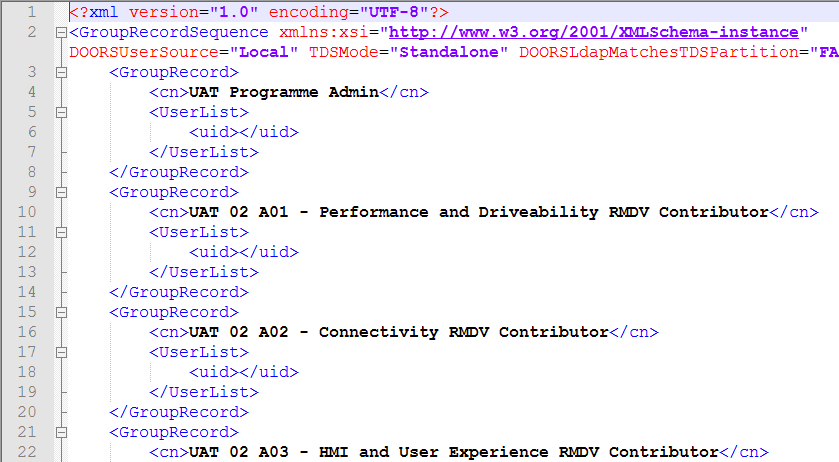 1 <?xml version="1.0" encoding="UTF-8"?>
2 <GroupRecordSequence xmlns:xsi="http://www.w3.org/2001/XMLSchema-instance"
DOORSUserSource="Local" TDSMode="Standalone" DOORSLdapMatchesTDSPartition="FA
3 <GroupRecord>
4 <cn>UAT Programme Admin</cn>
5 <UserList>
6 <uid></uid>
7 </UserList>
8 </GroupRecord>
9 <GroupRecord>
10 <cn>UAT 02 A01 - Performance and Driveability RMDV Contributor</cn>
11 <UserList>
12 <uid></uid>
13 </UserList>
14 </GroupRecord>
15 <GroupRecord>
16 <cn>UAT 02 A02 - Connectivity RMDV Contributor</cn>
17 <UserList>
18 <uid></uid>
19 </UserList>
20 </GroupRecord>
21 <GroupRecord>
22 <cn>UAT 02 A03 - HMI and User Experience RMDV Contributor</cn>